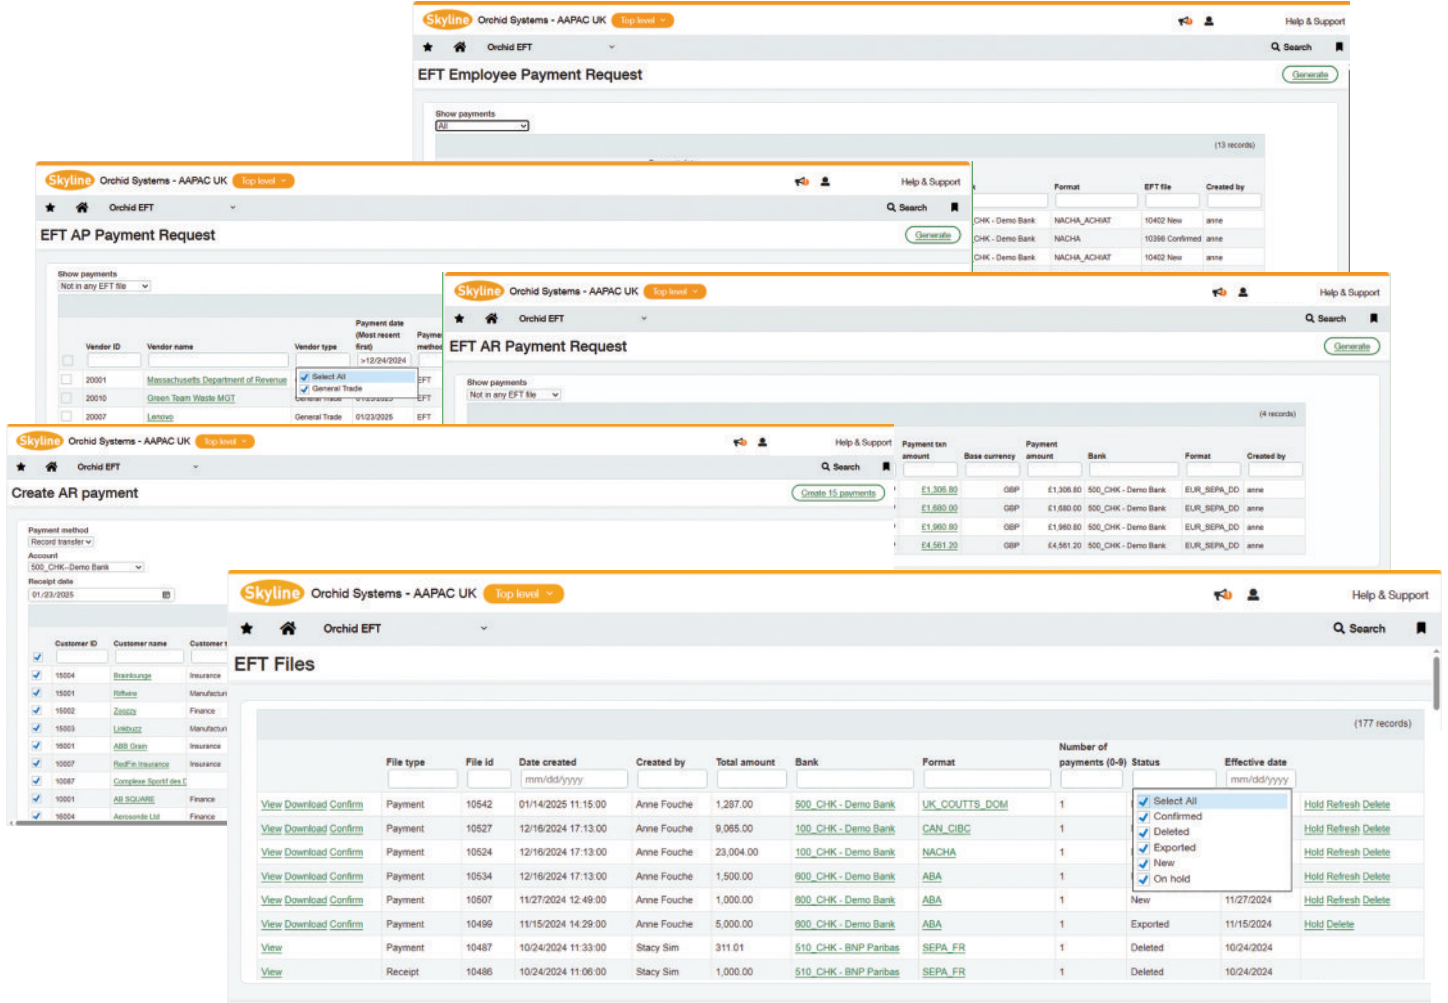 Skyline Orchid Systems - AAPAC UK Top level
Help & Support
Orchid EFT
Search
EFT Employee Payment Request
Generate
Show payments
All
(13 records)
Format EFT file Created by
_CHK - Demo Bank NACHA_ACHIAT 10402 New anne
_CHK - Demo Bank NACHA 10398 Confirmed anne
_CHK - Demo Bank NACHA_ACHIAT 10402 New anne
Skyline Orchid Systems - AAPAC UK Top level
Help & Support
Orchid EFT
Search
EFT AP Payment Request
Generate
Show payments
Not in any EFT file
Vendor ID Vendor name Vendor type Payment date (Most recent first)
>12/24/2024
Select All
General Trade
20001 Massachusetts Department of Revenue EFT
20010 Green Team Waste MGT General Trade 01/23/2025 EFT
20007 Lenovo General Trade 01/23/2025 EFT
Skyline Orchid Systems - AAPAC UK Top level
Help & Support
Orchid EFT
Search
EFT AR Payment Request
Generate
Show payments
Not in any EFT file
(4 records)
Payment txn amount Base currency Payment amount Bank Format Created by
£1,306.80 GBP £1,306.80 500_CHK - Demo Bank EUR_SEPA_DD anne
£1,680.00 GBP £1,680.00 500_CHK - Demo Bank EUR_SEPA_DD anne
£1,960.80 GBP £1,960.80 500_CHK - Demo Bank EUR_SEPA_DD anne
£4,561.20 GBP £4,561.20 500_CHK - Demo Bank EUR_SEPA_DD anne
Skyline Orchid Systems - AAPAC UK Top level
Help & Support
Orchid EFT
Search
Create AR payment
Create 15 payments
Payment method
Record transfer
Account
500_CHK--Demo Bank
Receipt date
01/23/2025
Customer ID Customer name Customer t
15004 Brainlounge Insurance
15001 Riffwire Manufacturi
15002 Zoozzy Finance
15003 Linkbuzz Manufacturi
16001 ABB Grain Insurance
10007 RedFin Insurance Insurance
10087 Complexe Sportif des D
10001 AB SQUARE Finance
16004 Aerosonde Ltd Finance
Skyline Orchid Systems - AAPAC UK Top level
Help & Support
Orchid EFT
Search
EFT Files
(177 records)
File type File id Date created Created by Total amount Bank Format Number of payments (0-9) Status Effective date
mm/dd/yyyy mm/dd/yyyy
Select All
Confirmed
Deleted
Exported
New
On hold
View Download Confirm Payment 10542 01/14/2025 11:15:00 Anne Fouche 1,287.00 500_CHK - Demo Bank UK_COUTTS_DOM 1 Hold Refresh Delete
View Download Confirm Payment 10527 12/16/2024 17:13:00 Anne Fouche 9,065.00 100_CHK - Demo Bank CAN_CIBC 1 Hold Refresh Delete
View Download Confirm Payment 10524 12/16/2024 17:13:00 Anne Fouche 23,004.00 100_CHK - Demo Bank NACHA 1 Hold Refresh Delete
View Download Confirm Payment 10534 12/16/2024 17:13:00 Anne Fouche 1,500.00 600_CHK - Demo Bank ABA 1 Hold Refresh Delete
View Download Confirm Payment 10507 11/27/2024 12:49:00 Anne Fouche 1,000.00 600_CHK - Demo Bank ABA 1 New 11/27/2024 Hold Refresh Delete
View Download Confirm Payment 10499 11/15/2024 14:29:00 Anne Fouche 5,000.00 600_CHK - Demo Bank ABA 1 Exported 11/15/2024 Hold Delete
View Payment 10487 10/24/2024 11:33:00 Stacy Sim 311.01 510_CHK - BNP Paribas SEPA_FR 1 Deleted 10/24/2024
View Receipt 10486 10/24/2024 11:06:00 Stacy Sim 1,000.00 510_CHK - BNP Paribas SEPA_FR 1 Deleted 10/24/2024